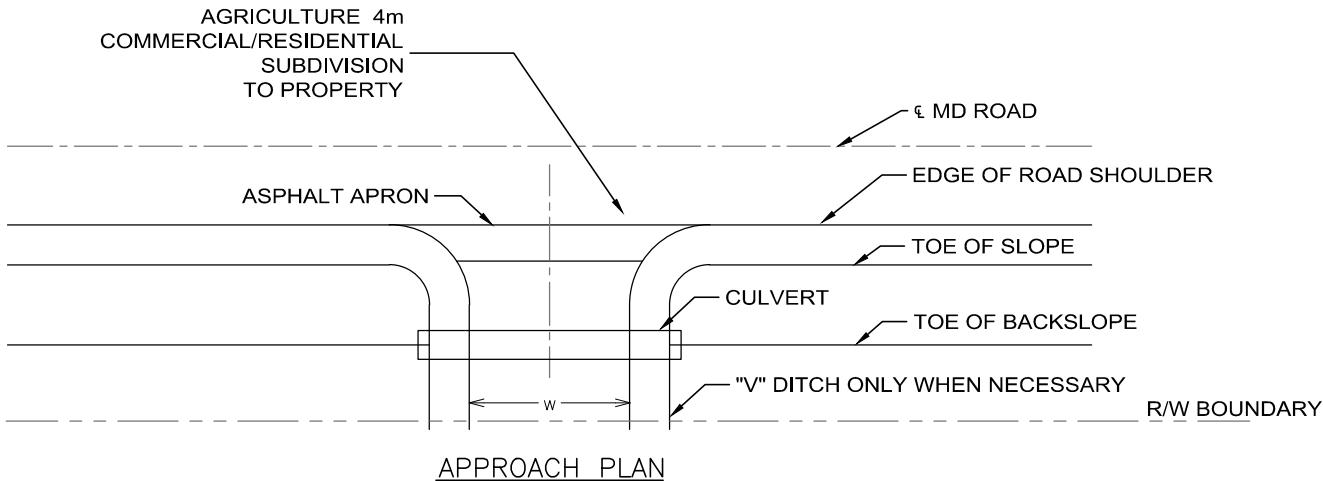 AGRICULTURE 4m
COMMERCIAL/RESIDENTIAL
SUBDIVISION
TO PROPERTY
℄ MD ROAD
EDGE OF ROAD SHOULDER
ASPHALT APRON
TOE OF SLOPE
CULVERT
TOE OF BACKSLOPE
"V" DITCH ONLY WHEN NECESSARY
W
R/W BOUNDARY
APPROACH PLAN